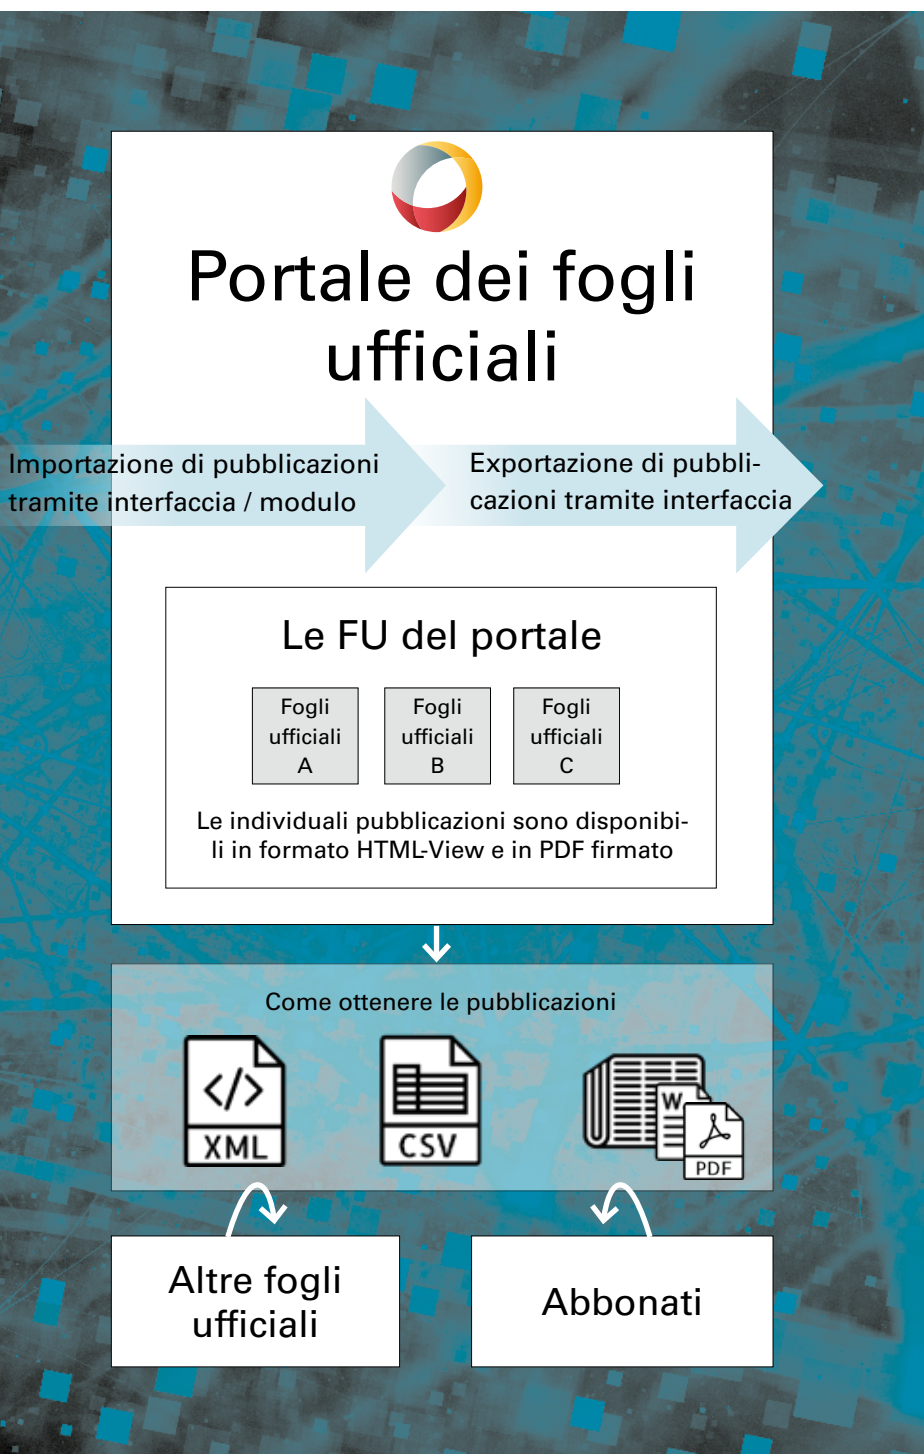 Portale dei fogli
ufficiali
Importazione di pubblicazioni
tramite interfaccia / modulo
Exportazione di pubbli-
cazioni tramite interfaccia
Le FU del portale
Fogli
ufficiali
A
Fogli
ufficiali
B
Fogli
ufficiali
C
Le individuali pubblicazioni sono disponibi-
li in formato HTML-View e in PDF firmato
Come ottenere le pubblicazioni
</>
XML
CSV
W
PDF
Altre fogli
ufficiali
Abbonati